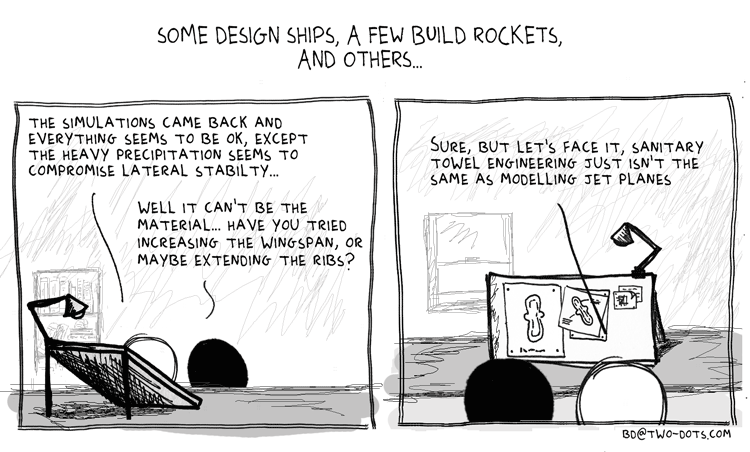 SOME DESIGN SHIPS, A FEW BUILD ROCKETS,
AND OTHERS...
THE SIMULATIONS CAME BACK AND
EVERYTHING SEEMS TO BE OK, EXCEPT
THE HEAVY PRECIPITATION SEEMS TO
COMPROMISE LATERAL STABILTY...
WELL IT CAN'T BE THE
MATERIAL... HAVE YOU TRIED
INCREASING THE WINGSPAN, OR
MAYBE EXTENDING THE RIBS?
SURE, BUT LET'S FACE IT, SANITARY
TOWEL ENGINEERING JUST ISN'T THE
SAME AS MODELLING JET PLANES
BD@TWO-DOTS.COM